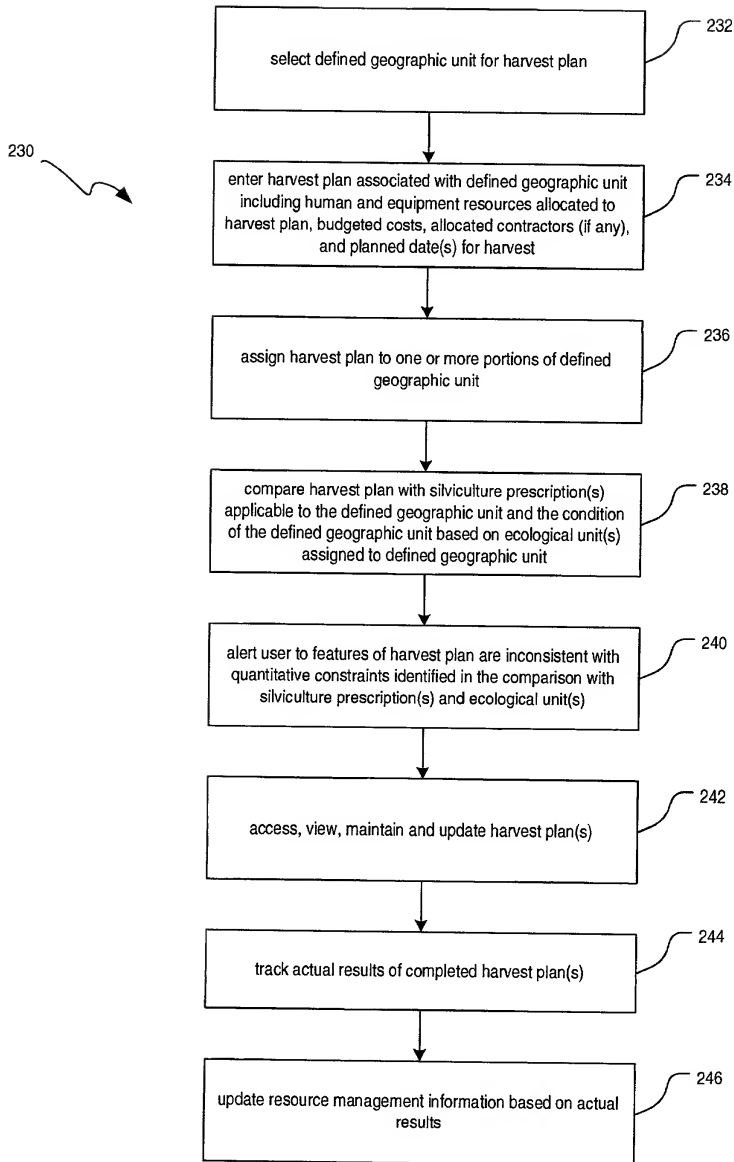 232
select defined geographic unit for harvest plan
230
enter harvest plan associated with defined geographic unit
including human and equipment resources allocated to
harvest plan, budgeted costs, allocated contractors (if any),
and planned date(s) for harvest
234
assign harvest plan to one or more portions of defined
geographic unit
236
compare harvest plan with silviculture prescription(s)
applicable to the defined geographic unit and the condition
of the defined geographic unit based on ecological unit(s)
assigned to defined geographic unit
238
alert user to features of harvest plan are inconsistent with
quantitative constraints identified in the comparison with
silviculture prescription(s) and ecological unit(s)
240
access, view, maintain and update harvest plan(s)
242
track actual results of completed harvest plan(s)
244
update resource management information based on actual
results
246